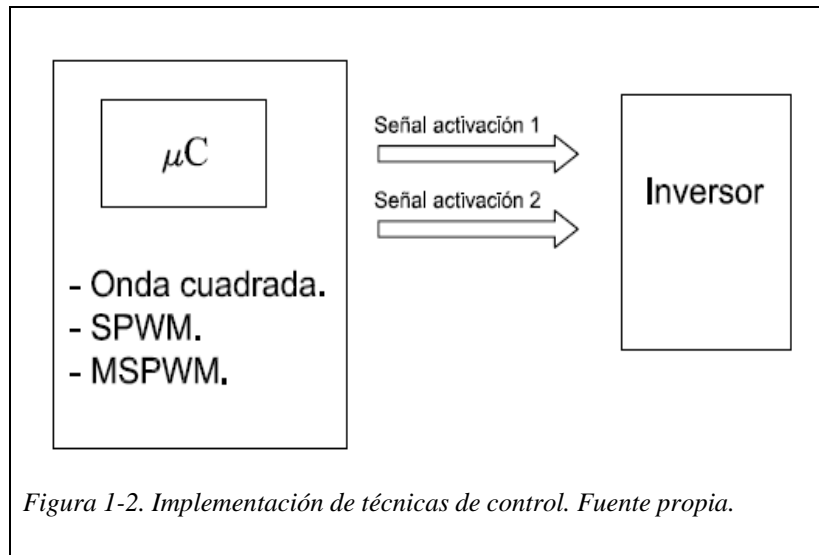 μC
- Onda cuadrada.
- SPWM.
- MSPWM.
Señal activación 1
Señal activación 2
Inversor
Figura 1-2. Implementación de técnicas de control. Fuente propia.